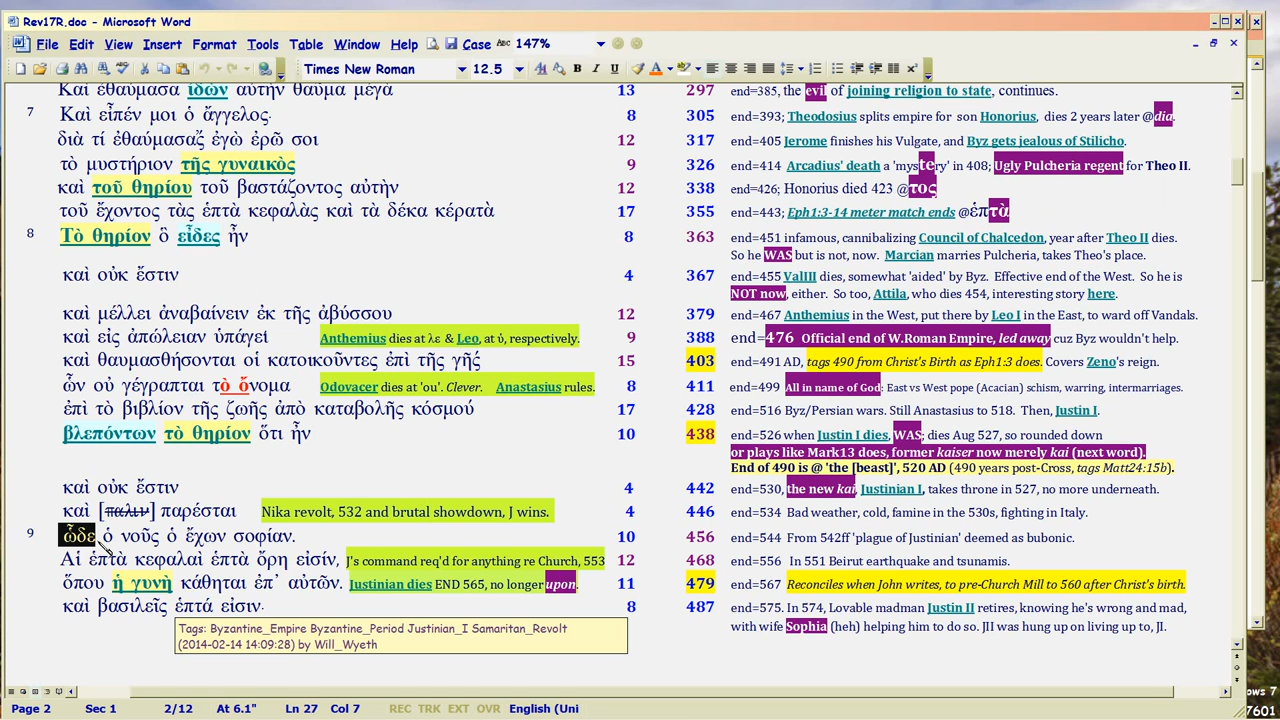 Rev17R.doc - Microsoft Word
File Edit View Insert Format Tools Table Window Help Case ABC 147%
Times New Roman 12.5 B I U
Καὶ ἐθαύμασα ἰδὼν αὐτὴν θαῦμα μέγα 13 297 end=385, the evil of joining religion to state, continues.
7 Καὶ εἶπέν μοι ὁ ἄγγελος· 8 305 end=393; Theodosius splits empire for son Honorius, dies 2 years later @dia.
διὰ τί ἐθαύμασαξ ἐγὼ ἐρῶ σοι 12 317 end=405 Jerome finishes his Vulgate, and Byz gets jealous of Stilicho.
τὸ μυστήριον τῆς γυναικὸς 9 326 end=414 Arcadius' death a 'mystery' in 408; Ugly Pulcheria regent for Theo II.
καὶ τοῦ θηρίου τοῦ βαστάζοντος αὐτὴν 12 338 end=426; Honorius died 423 @τος
τοῦ ἔχοντος τὰς ἑπτὰ κεφαλὰς καὶ τὰ δέκα κέρατὰ 17 355 end=443; Eph1:3-14 meter match ends @ἑπτὰ
8 Τὸ θηρίον ὃ εἶδες ἦν 8 363 end=451 infamous, cannibalizing Council of Chalcedon, year after Theo II dies.
So he WAS but is not, now. Marcian marries Pulcheria, takes Theo's place.
καὶ οὐκ ἔστιν 4 367 end=455 ValIII dies, somewhat 'aided' by Byz. Effective end of the West. So he is
NOT now, either. So too, Attila, who dies 454, interesting story here.
καὶ μέλλει ἀναβαίνειν ἐκ τῆς ἀβύσσου 12 379 end=467 Anthemius in the West, put there by Leo I in the East, to ward off Vandals.
καὶ εἰς ἀπόλειαν ὑπάγεί Anthemius dies at λε & Leo, at ύ, respectively. 9 388 end=476 Official end of W.Roman Empire, led away cuz Byz wouldn't help.
καὶ θαυμασθήσονται οἱ κατοικοῦντες ἐπὶ τῆς γῆς 15 403 end=491 AD, tags 490 from Christ's Birth as Eph1:3 does. Covers Zeno's reign.
ὧν οὐ γέγραπται τὸ ὄνομα Odovacer dies at 'ou'. Clever. Anastasius rules. 8 411 end=499 All in name of God: East vs West pope (Acacian) schism, warring, intermarriages.
ἐπὶ τὸ βιβλίον τῆς ζωῆς ἀπὸ καταβολῆς κόσμού 17 428 end=516 Byz/Persian wars. Still Anastasius to 518. Then, Justin I.
βλεπόντων τὸ θηρίον ὅτι ἦν 10 438 end=526 when Justin I dies, WAS; dies Aug 527, so rounded down
or plays like Mark13 does, former kaiser now merely kai (next word).
End of 490 is @ 'the [beast]', 520 AD (490 years post-Cross, tags Matt24:15b).
καὶ οὐκ ἔστιν 4 442 end=530, the new kai, Justinian I, takes throne in 527, no more underneath.
καὶ [παλιν] παρέσται Nika revolt, 532 and brutal showdown, J wins. 4 446 end=534 Bad weather, cold, famine in the 530s, fighting in Italy.
9 ὧδε ὁ νοῦς ὁ ἔχων σοφίαν. 10 456 end=544 From 542ff 'plague of Justinian' deemed as bubonic.
Αἱ ἑπτὰ κεφαλαὶ ἑπτὰ ὄρη εἰσίν, J's command req'd for anything re Church, 553 12 468 end=556 In 551 Beirut earthquake and tsunamis.
ὅπου ἡ γυνὴ κάθηται ἐπ᾽ αὐτῶν. Justinian dies END 565, no longer upon. 11 479 end=567 Reconciles when John writes, to pre-Church Mill to 560 after Christ's birth.
καὶ βασιλεῖς ἑπτά εἰσιν· 8 487 end=575. In 574, Lovable madman Justin II retires, knowing he's wrong and mad,
with wife Sophia (heh) helping him to do so. JII was hung up on living up to, JI.
Tags: Byzantine_Empire Byzantine_Period Justinian_I Samaritan_Revolt
(2014-02-14 14:09:28) by Will_Wyeth
Page 2 Sec 1 2/12 At 6.1" Ln 27 Col 7 REC TRK EXT OVR English (Uni
ows 7
7601